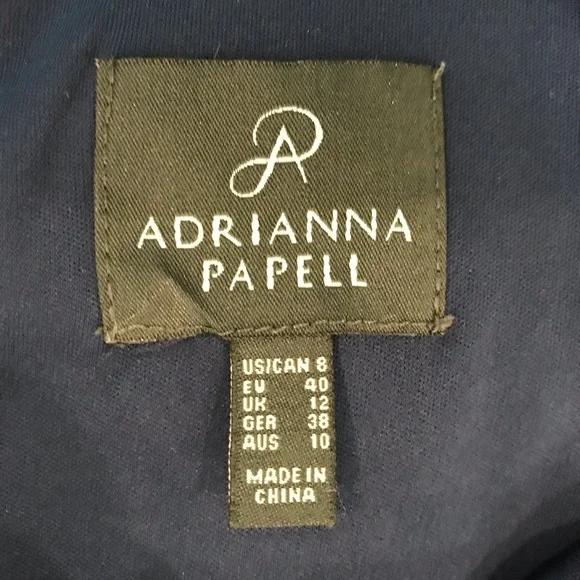 ADRIANNA
PAPELL
US/CAN 8
EU 40
UK 12
GER 38
AUS 10
MADE IN
CHINA